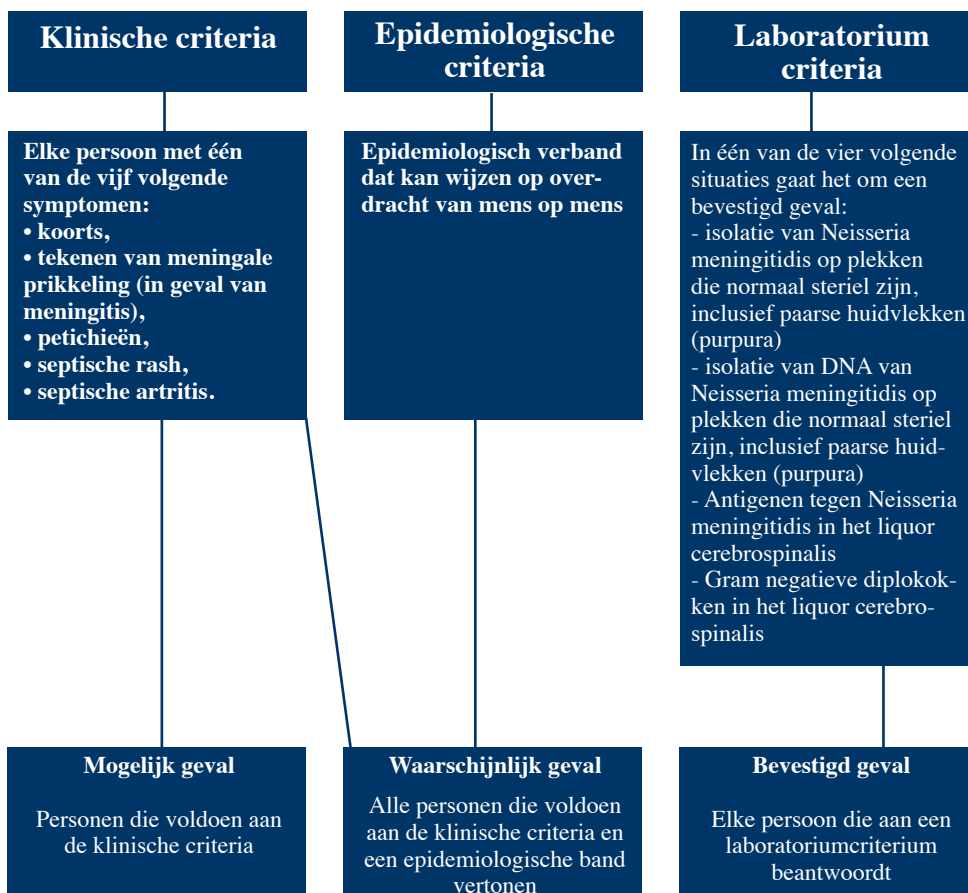 Klinische criteria
Elke persoon met één
van de vijf volgende
symptomen:
• koorts,
• tekenen van meningale
prikkeling (in geval van
meningitis),
• petichieën,
• septische rash,
• septische artritis.
Epidemiologische
criteria
Epidemiologisch verband
dat kan wijzen op over-
dracht van mens op mens
Laboratorium
criteria
In één van de vier volgende
situaties gaat het om een
bevestigd geval:
- isolatie van Neisseria
meningitidis op plekken
die normaal steriel zijn,
inclusief paarse huidvlekken
(purpura)
- isolatie van DNA van
Neisseria meningitidis op
plekken die normaal steriel
zijn, inclusief paarse huid-
vlekken (purpura)
- Antigenen tegen Neisseria
meningitidis in het liquor
cerebrospinalis
- Gram negatieve diplokok-
ken in het liquor cerebro-
spinalis
Mogelijk geval
Personen die voldoen aan
de klinische criteria
Waarschijnlijk geval
Alle personen die voldoen
aan de klinische criteria en
een epidemiologische band
vertonen
Bevestigd geval
Elke persoon die aan een
laboratoriumcriterium
beantwoordt